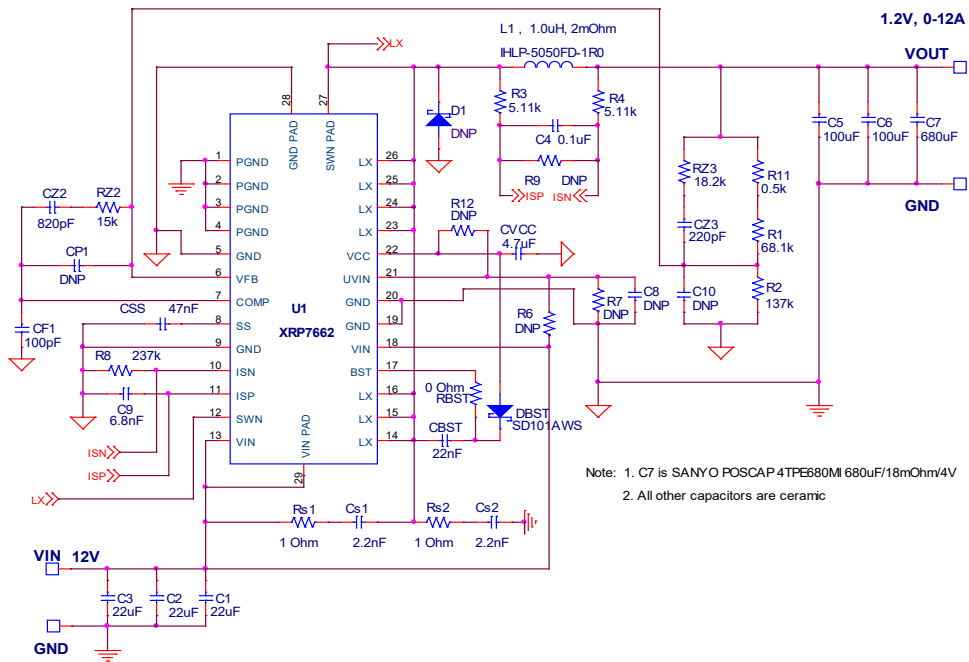 1.2V, 0-12A
VOUT
L1 , 1.0uH, 2mOhm
IHLP-5050FD-1R0
LX
28
27
GND PAD
SWN PAD
D1
DNP
R3
5.11k
R4
5.11k
C4 0.1uF
R9 DNP
ISP
ISN
C5
100uF
C6
100uF
C7
680uF
GND
RZ3
18.2k
CZ3
220pF
R11
0.5k
R1
68.1k
R2
137k
C10
DNP
CZ2
820pF
RZ2
15k
CP1
DNP
CF1
100pF
CSS 47nF
R8 237k
C9
6.8nF
ISN
ISP
LX
1 PGND
2 PGND
3 PGND
4 PGND
5 GND
6 VFB
7 COMP
8 SS
9 GND
10 ISN
11 ISP
12 SWN
13 VIN
U1
XRP7662
LX 26
LX 25
LX 24
LX 23
VCC 22
UVIN 21
GND 20
GND 19
VIN 18
BST 17
LX 16
LX 15
LX 14
VIN PAD
29
R12
DNP
CVCC
4.7uF
R6
DNP
R7
DNP
C8
DNP
0 Ohm
RBST
DBST
SD101AWS
CBST
22nF
Note: 1. C7 is SANYO POSCAP 4TPE680MI 680uF/18mOhm/4V
2. All other capacitors are ceramic
Rs1
1 Ohm
Cs1
2.2nF
Rs2
1 Ohm
Cs2
2.2nF
VIN 12V
C3
22uF
C2
22uF
C1
22uF
GND